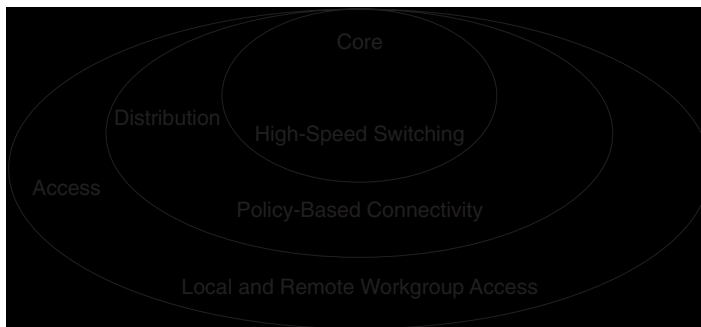 Core
Distribution
High-Speed Switching
Access
Policy-Based Connectivity
Local and Remote Workgroup Access